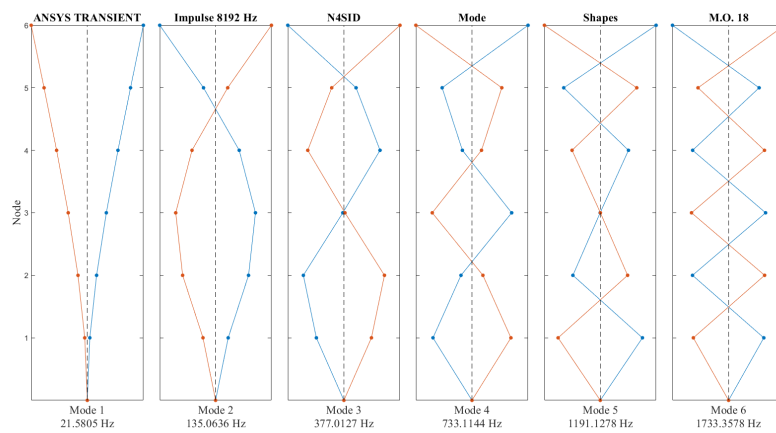 ANSYS TRANSIENT
Impulse 8192 Hz
N4SID
Mode
Shapes
M.O. 18
Node
6
5
4
3
2
1
Mode 1
21.5805 Hz
Mode 2
135.0636 Hz
Mode 3
377.0127 Hz
Mode 4
733.1144 Hz
Mode 5
1191.1278 Hz
Mode 6
1733.3578 Hz